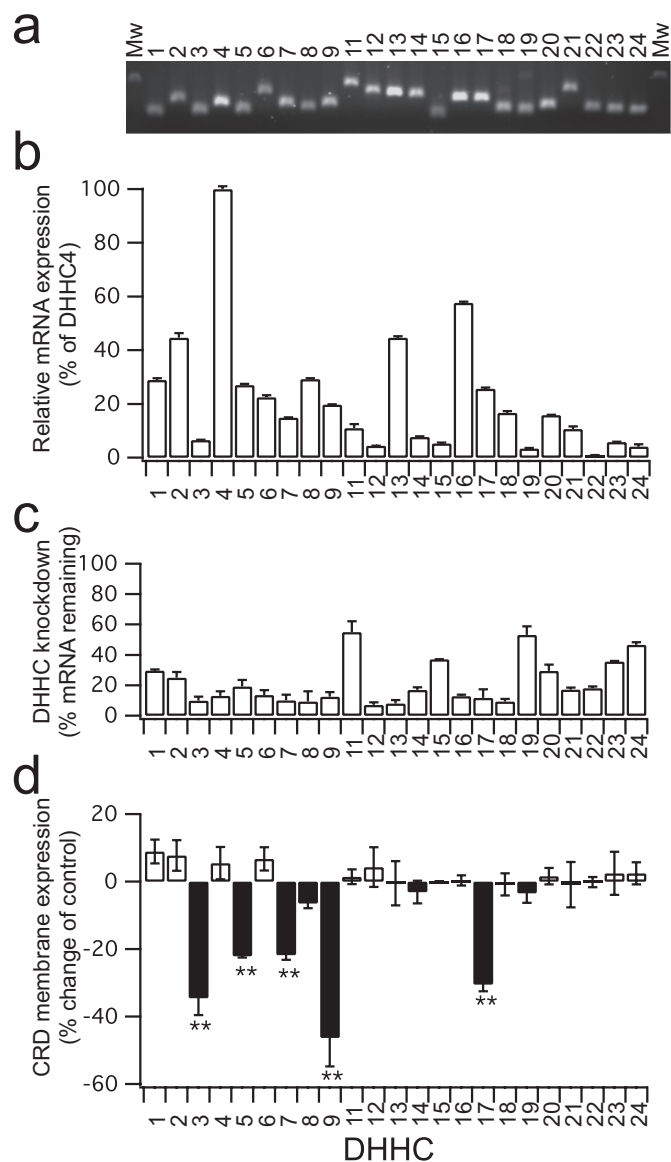 a
Mw 1 2 3 4 5 6 7 8 9 11 12 13 14 15 16 17 18 19 20 21 22 23 24 Mw
b
Relative mRNA expression
(% of DHHC4)
100
80
60
40
20
0
1 2 3 4 5 6 7 8 9 11 12 13 14 15 16 17 18 19 20 21 22 23 24
c
DHHC knockdown
(% mRNA remaining)
100
80
60
40
20
0
1 2 3 4 5 6 7 8 9 11 12 13 14 15 16 17 18 19 20 21 22 23 24
d
CRD membrane expression
(% change of control)
20
0
-20
-40
-60
** ** ** ** **
1 2 3 4 5 6 7 8 9 11 12 13 14 15 16 17 18 19 20 21 22 23 24
DHHC